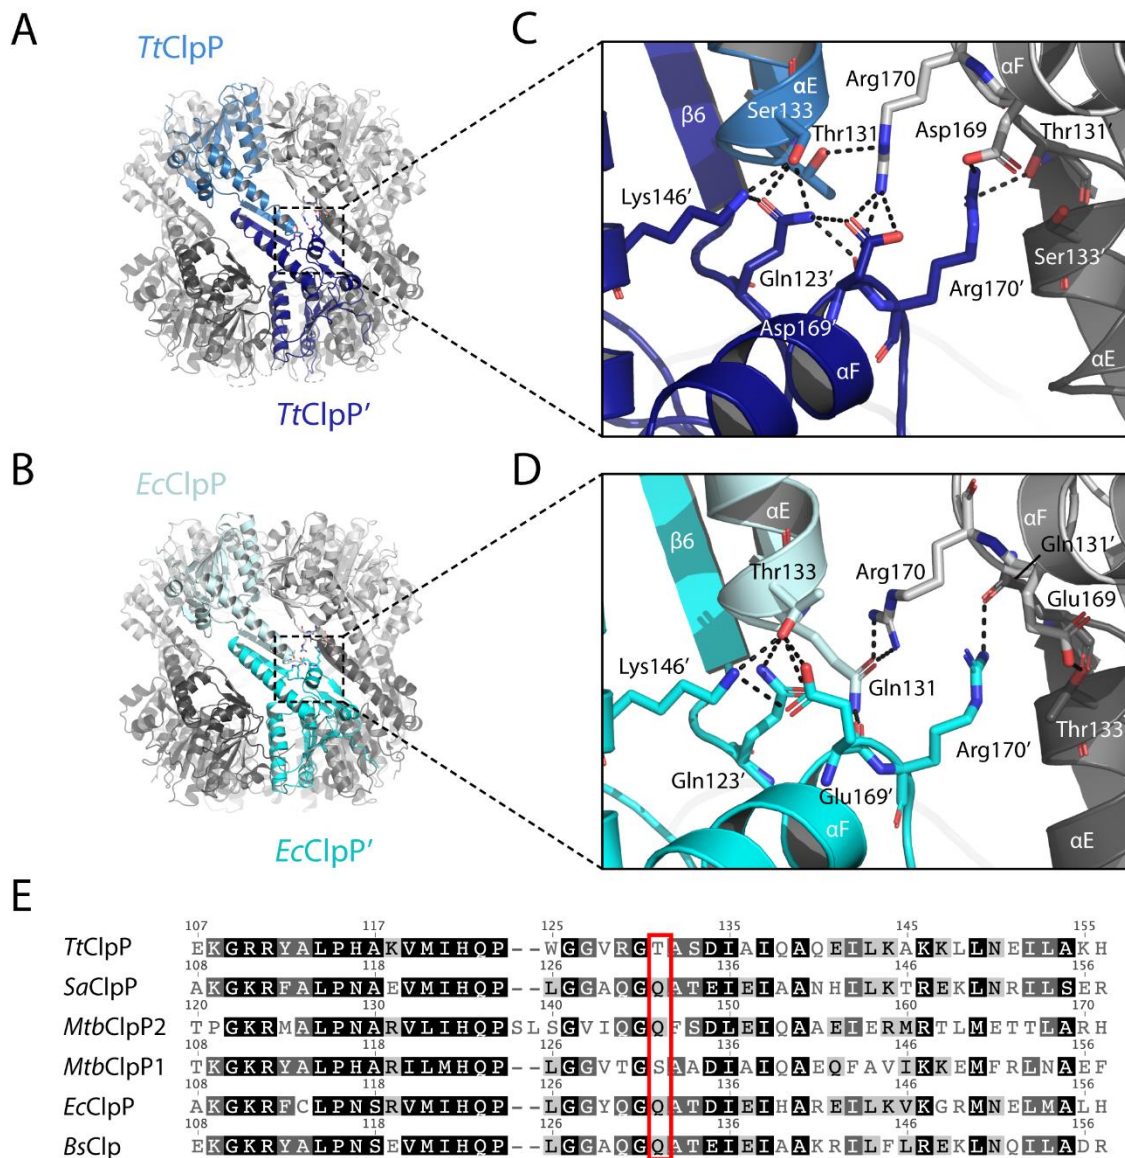 A
TtClpP
TtClpP’
B
EcClpP
EcClpP’
C
αE
Ser133
Thr131
Arg170
αF
Asp169
Thr131’
β6
Lys146’
Gln123’
Asp169’
αF
Arg170’
Ser133’
αE
D
αE
β6
Thr133
Arg170
αF
Gln131’
Glu169
Lys146’
Gln131
Gln123’
Glu169’
αF
Arg170’
Thr133
αE
E
107 117 125 135 145 155
TtClpP EKGRRYALPHAKVMIHQP--WGGVRGTASDIAIQAQEILKAKKLLNEILAKH
108 118 126 136 146 156
SaClpP AKGKRFALPNAEVMIHQP--LGGAQGQATEIEIAANHILKTREKLNRILSER
120 130 140 150 160 170
MtbClpP2 TPGKRMALPNARVLIHQPSLSGVIQGQFSDLEIQAAEIERMRTLMETTLARH
108 118 126 136 146 156
MtbClpP1 TKGKRYALPHARILMHQP--LGGVTGSAADIAIQAEQFAVIKKEMFRLNAEF
108 118 126 136 146 156
EcClpP AKGKRFCLPNSRVMIHQP--LGGYQGQATDIEIHAREILKVKGRMNELMALH
108 118 126 136 146 156
BsClp EKGKRYALPNSEVMIHQP--LGGAQGQATEIEIAAKRILFLREKLNQILADR